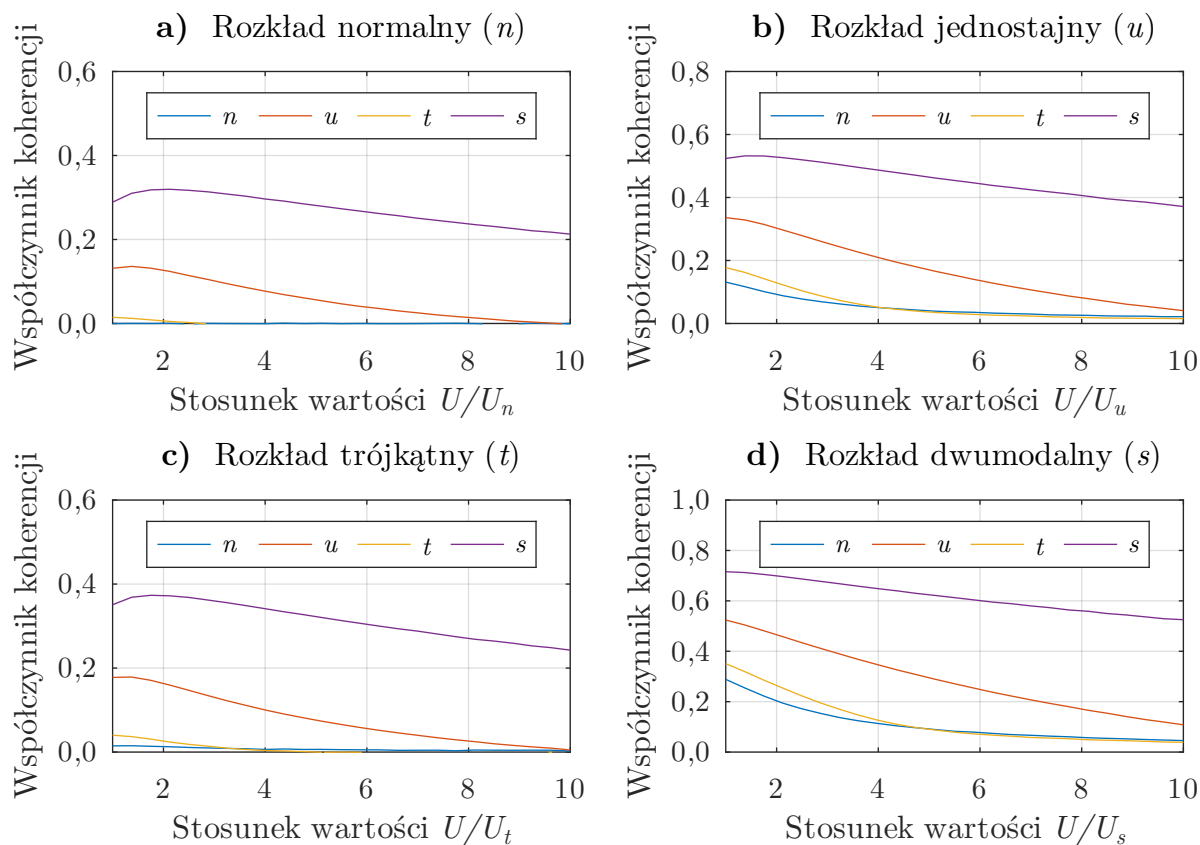 a) Rozkład normalny (n)
Współczynnik koherencji
0,6
0,4
0,2
0,0
n u t s
2 4 6 8 10
Stosunek wartości U/Uₙ
b) Rozkład jednostajny (u)
Współczynnik koherencji
0,8
0,6
0,4
0,2
0,0
n u t s
2 4 6 8 10
Stosunek wartości U/Uᵤ
c) Rozkład trójkątny (t)
Współczynnik koherencji
0,6
0,4
0,2
0,0
n u t s
2 4 6 8 10
Stosunek wartości U/Uₜ
d) Rozkład dwumodalny (s)
Współczynnik koherencji
1,0
0,8
0,6
0,4
0,2
0,0
n u t s
2 4 6 8 10
Stosunek wartości U/Uₛ